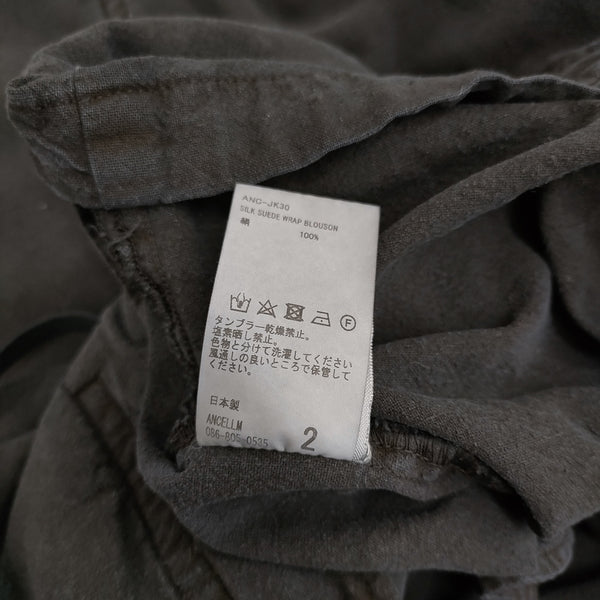 ANC-JK30
SILK SUEDE WRAP BLOUSON
絹 100%
F
タンブラー乾燥禁止。
塩素晒し禁止。
色物と分けて洗濯してください
風通しの良いところで保管して
ください。
日本製
ANCELLM
086-805-0535
2